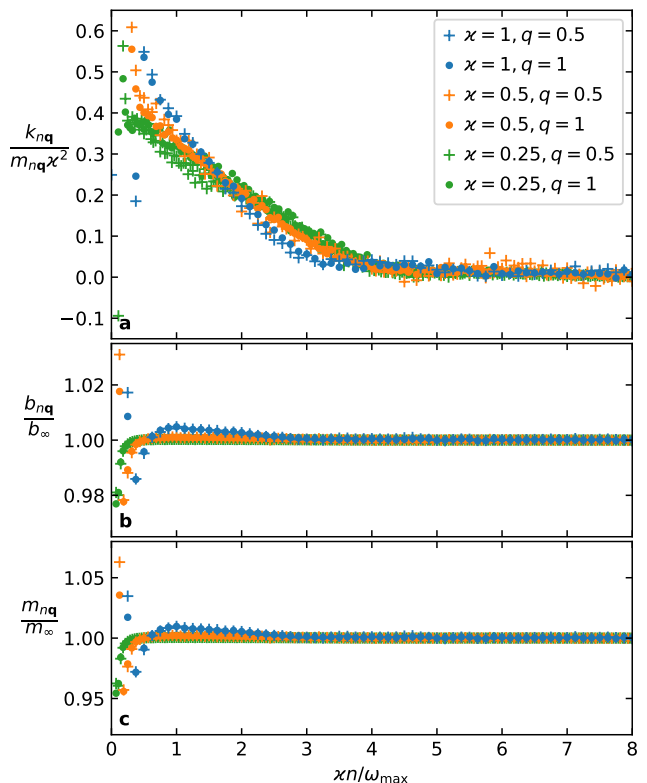 0.6
0.5
0.4
0.3
0.2
0.1
0.0
−0.1
k_{nq}
m_{nq}ϰ²
ϰ = 1, q = 0.5
ϰ = 1, q = 1
ϰ = 0.5, q = 0.5
ϰ = 0.5, q = 1
ϰ = 0.25, q = 0.5
ϰ = 0.25, q = 1
a
1.02
1.00
0.98
b_{nq}
b_∞
b
1.05
1.00
0.95
m_{nq}
m_∞
c
0 1 2 3 4 5 6 7 8
ϰn/ω_{max}